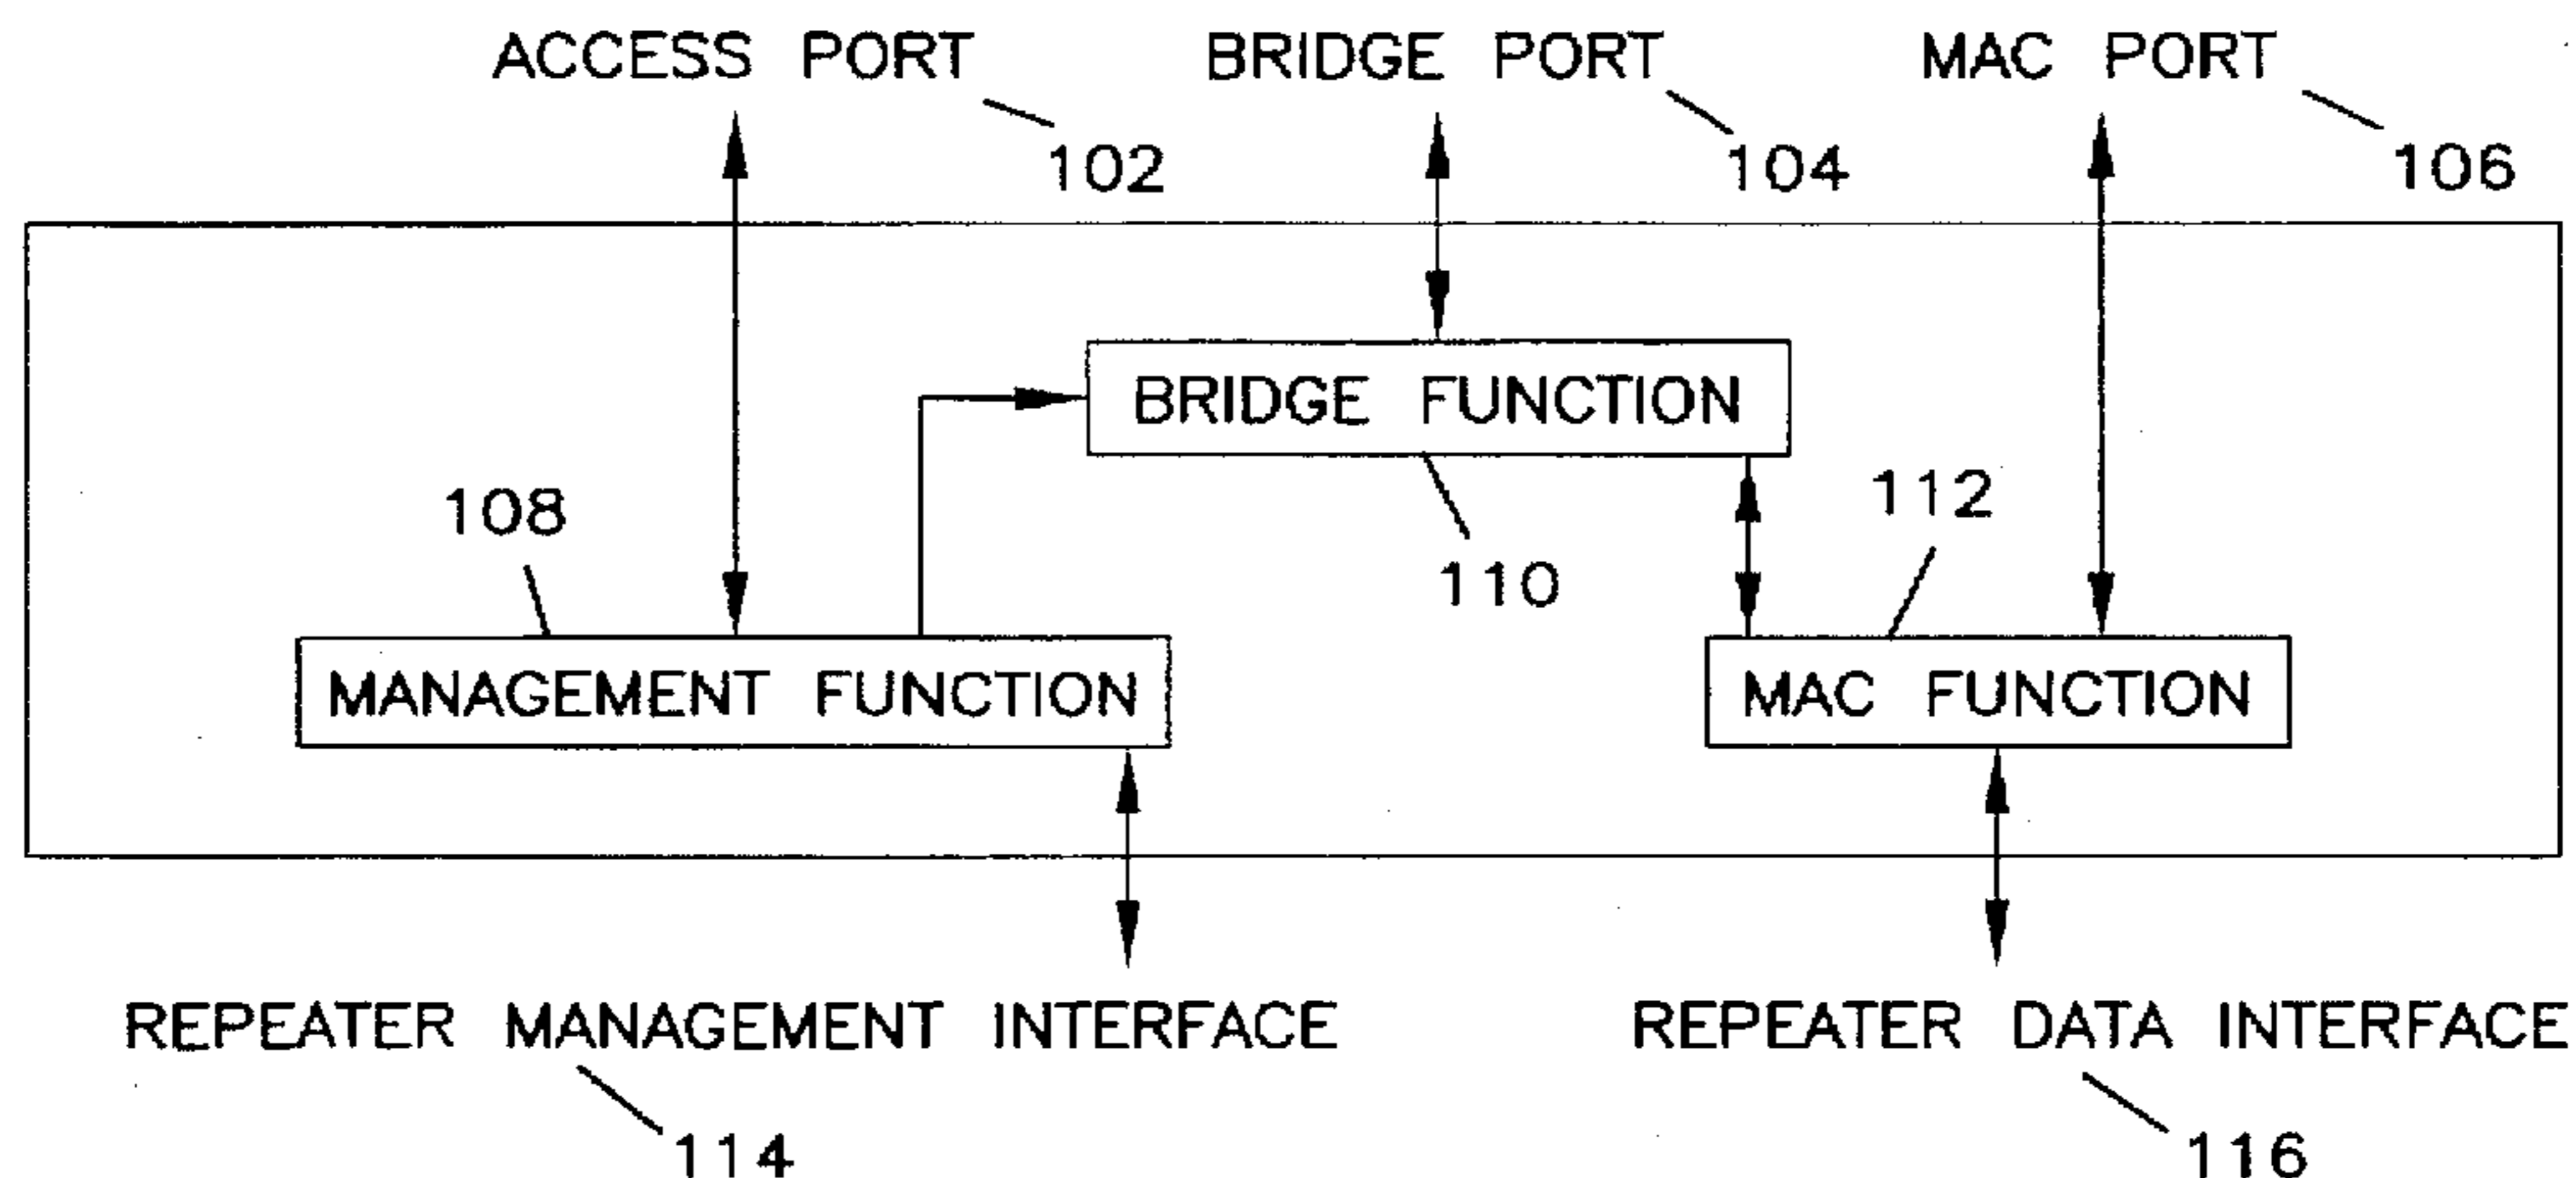 ACCESS PORT
102
BRIDGE PORT
104
MAC PORT
106
BRIDGE FUNCTION
110
108
112
MANAGEMENT FUNCTION
MAC FUNCTION
REPEATER MANAGEMENT INTERFACE
114
REPEATER DATA INTERFACE
116